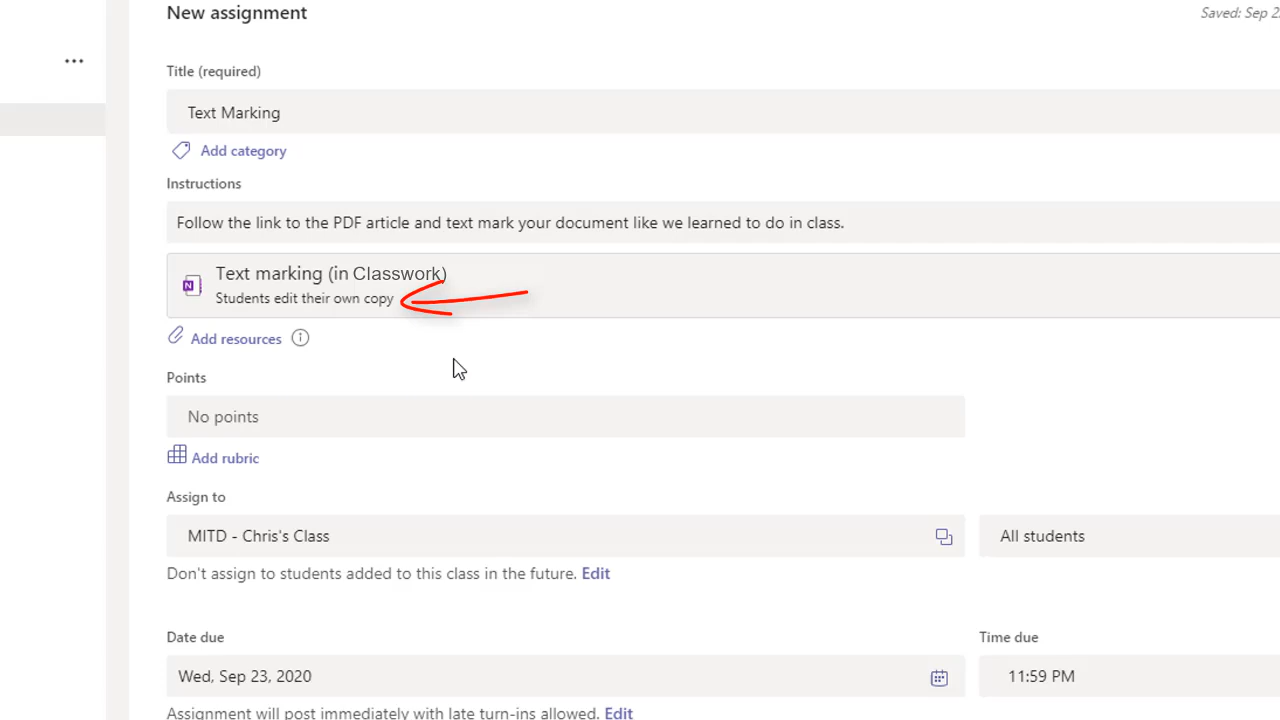 New assignment
Saved: Sep 2
Title (required)
Text Marking
Add category
Instructions
Follow the link to the PDF article and text mark your document like we learned to do in class.
N
Text marking (in Classwork)
Students edit their own copy
Add resources
Points
No points
Add rubric
Assign to
MITD - Chris's Class
All students
Don't assign to students added to this class in the future. Edit
Date due
Time due
Wed, Sep 23, 2020
11:59 PM
Assignment will post immediately with late turn-ins allowed. Edit